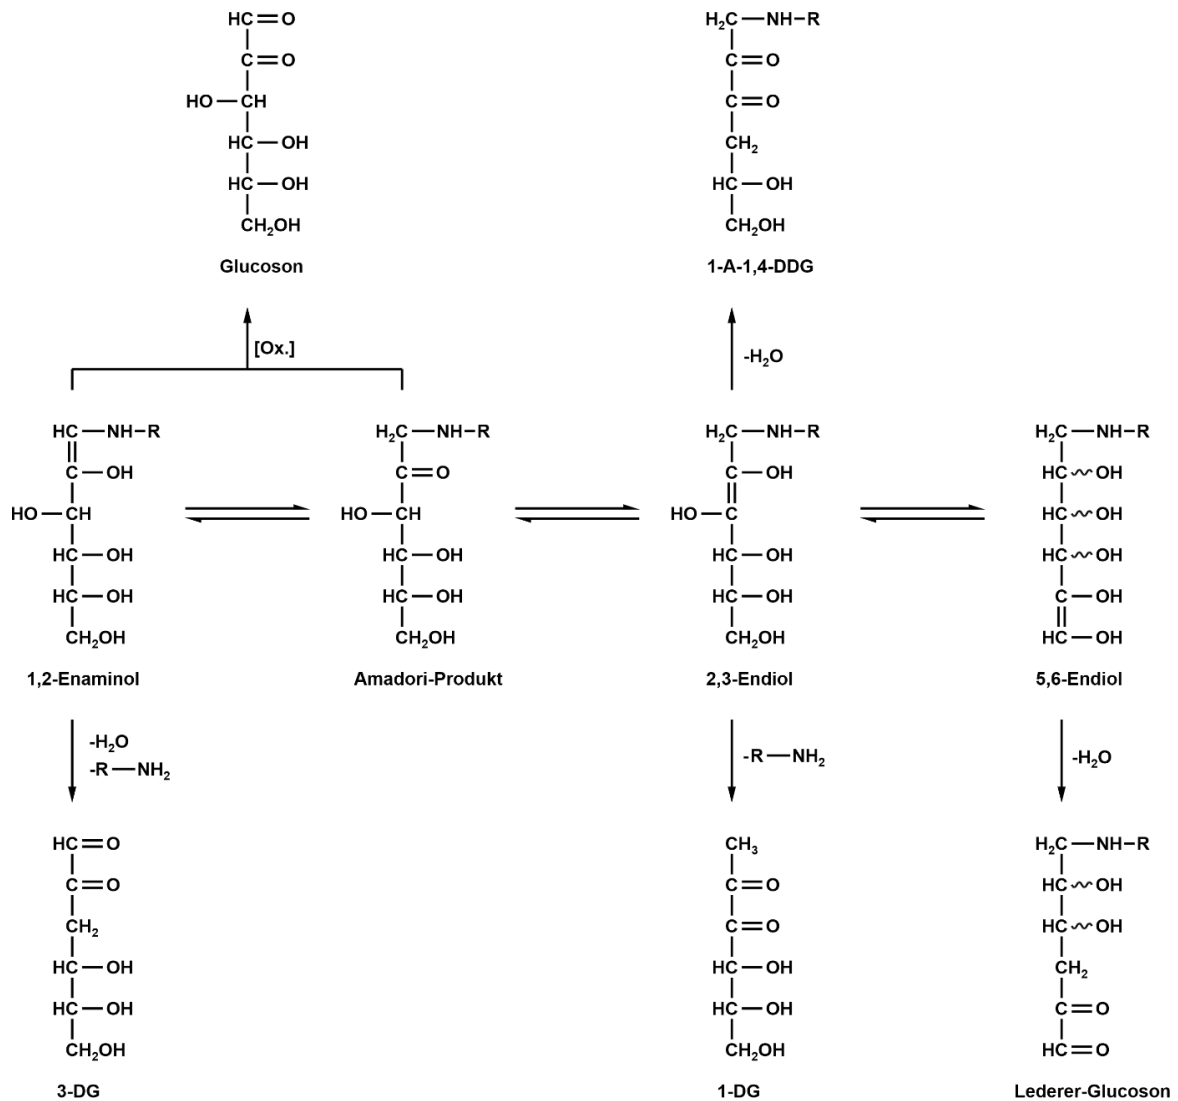 HC=O
C=O
HO—CH
HC—OH
HC—OH
CH₂OH
Glucoson
H₂C—NH–R
C=O
C=O
CH₂
HC—OH
CH₂OH
1-A-1,4-DDG
[Ox.]
-H₂O
HC—NH–R
C—OH
HO—CH
HC—OH
HC—OH
CH₂OH
1,2-Enaminol
H₂C—NH–R
C=O
HO—CH
HC—OH
HC—OH
CH₂OH
Amadori-Produkt
H₂C—NH–R
C—OH
HO—C
HC—OH
HC—OH
CH₂OH
2,3-Endiol
H₂C—NH–R
HC~OH
HC~OH
HC~OH
C—OH
HC—OH
5,6-Endiol
-H₂O
-R—NH₂
-R—NH₂
-H₂O
HC=O
C=O
CH₂
HC—OH
HC—OH
CH₂OH
3-DG
CH₃
C=O
C=O
HC—OH
HC—OH
CH₂OH
1-DG
H₂C—NH–R
HC~OH
HC~OH
CH₂
C=O
HC=O
Lederer-Glucoson